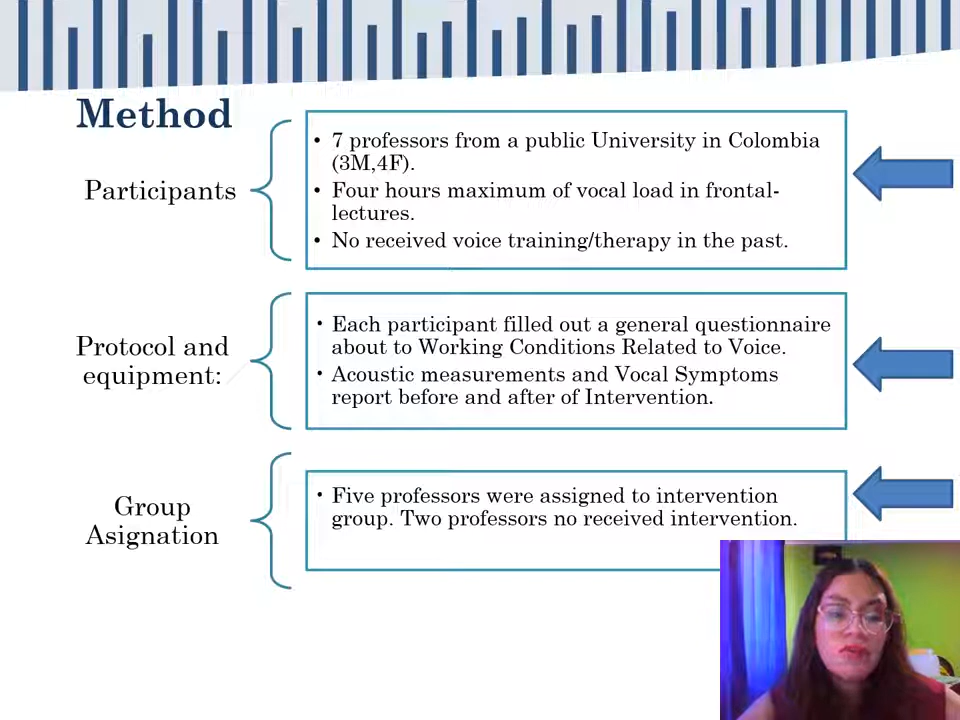 Method
Participants
• 7 professors from a public University in Colombia
(3M,4F).
• Four hours maximum of vocal load in frontal-
lectures.
• No received voice training/therapy in the past.
Protocol and
equipment:
• Each participant filled out a general questionnaire
about to Working Conditions Related to Voice.
• Acoustic measurements and Vocal Symptoms
report before and after of Intervention.
Group
Asignation
• Five professors were assigned to intervention
group. Two professors no received intervention.